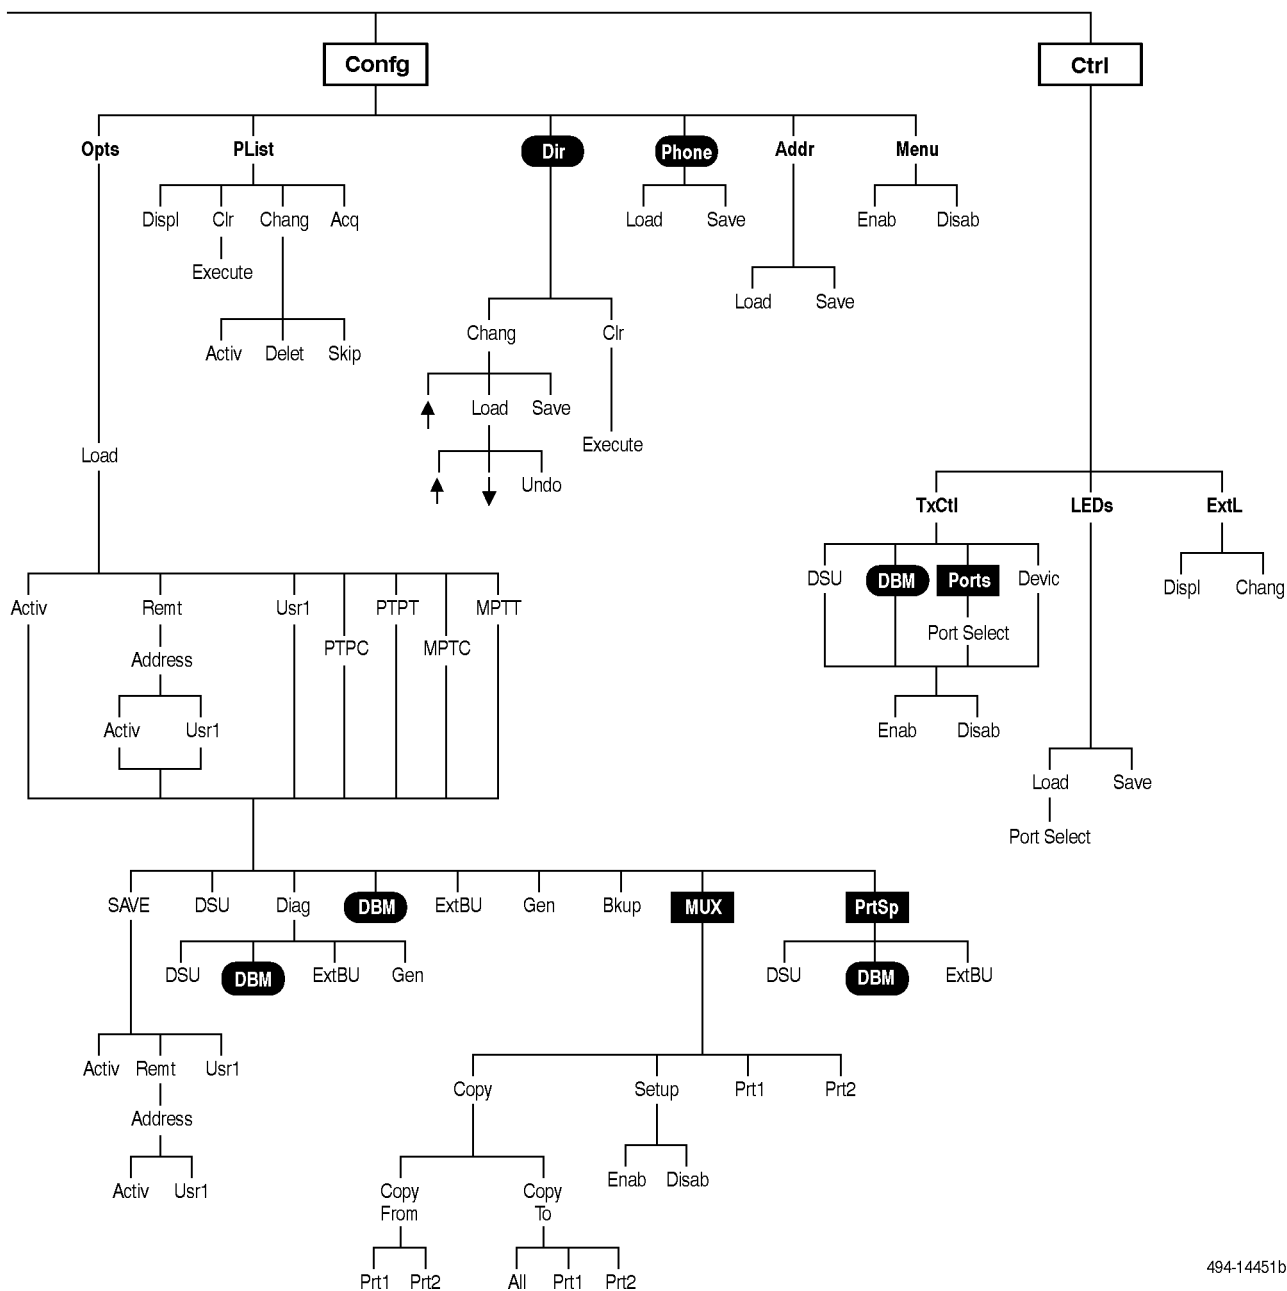 Confg
Ctrl
Opts PList Dir Phone Addr Menu
Displ Clr Chang Acq
Load Save
Enab Disab
Execute
Load Save
Chang Clr
Activ Delet Skip
Load Save
Execute
Load
Undo
TxCtl LEDs ExtL
DSU DBM Ports Devic
Displ Chang
Activ Remt Usr1 PTPT MPTT
Port Select
PTPC MPTC
Address
Activ Usr1
Enab Disab
Load Save
Port Select
SAVE DSU Diag DBM ExtBU Gen Bkup MUX PrtSp
DSU DBM ExtBU Gen
DSU DBM ExtBU
Activ Remt Usr1
Copy Setup Prt1 Prt2
Address
Enab Disab
Activ Usr1
Copy
From
Copy
To
Prt1 Prt2
All Prt1 Prt2
494-14451b